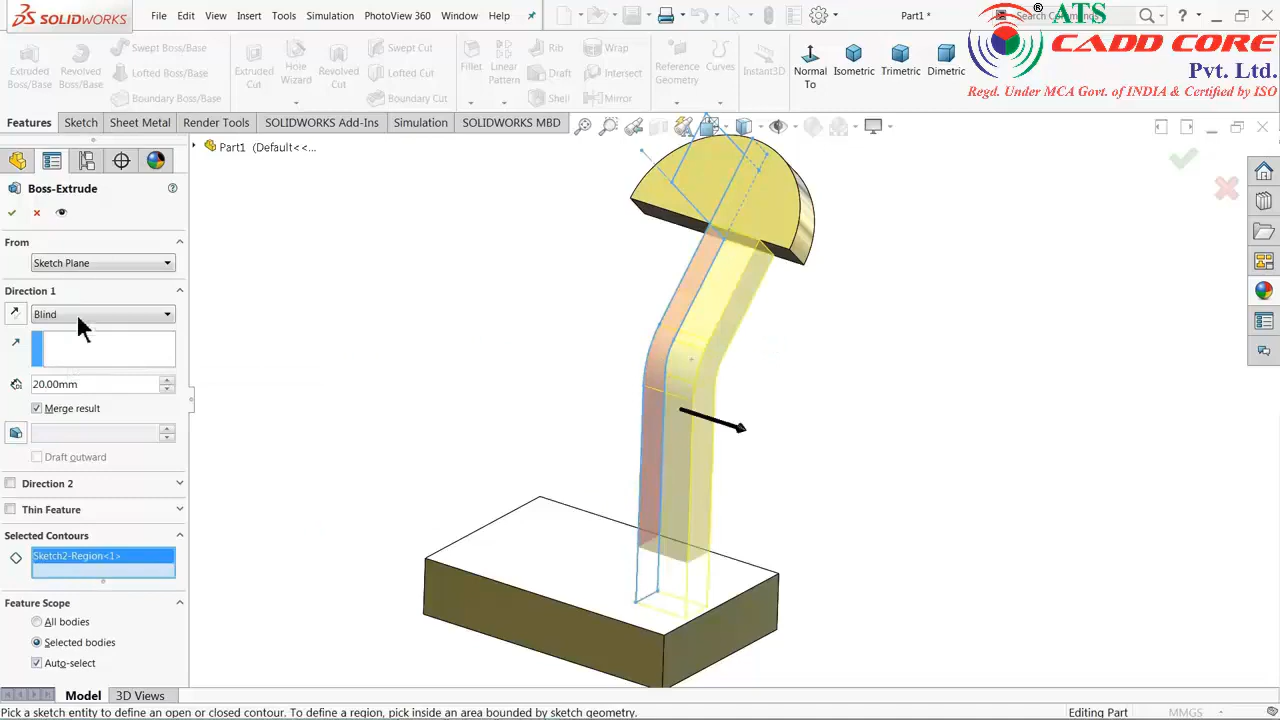 SOLIDWORKS
File Edit View Insert Tools Simulation PhotoView 360 Window Help
Part1 *
Search Commands
?
®
ATS
CADD CORE
Pvt. Ltd.
Regd. Under MCA Govt. of INDIA & Certified by ISO
Extruded Boss/Base
Revolved Boss/Base
Swept Boss/Base
Lofted Boss/Base
Boundary Boss/Base
Extruded Cut
Hole Wizard
Revolved Cut
Swept Cut
Lofted Cut
Boundary Cut
Fillet
Linear Pattern
Rib
Draft
Shell
Wrap
Intersect
Mirror
Reference Geometry
Curves
Instant3D
Normal To
Isometric
Trimetric
Dimetric
Features Sketch Sheet Metal Render Tools SOLIDWORKS Add-Ins Simulation SOLIDWORKS MBD
Part1 (Default<<...
Boss-Extrude
From
Sketch Plane
Direction 1
Blind
20.00mm
Merge result
Draft outward
Direction 2
Thin Feature
Selected Contours
Sketch2-Region<1>
Feature Scope
All bodies
Selected bodies
Auto-select
Model 3D Views
Pick a sketch entity to define an open or closed contour. To define a region, pick inside an area bounded by sketch geometry.
Editing Part
MMGS